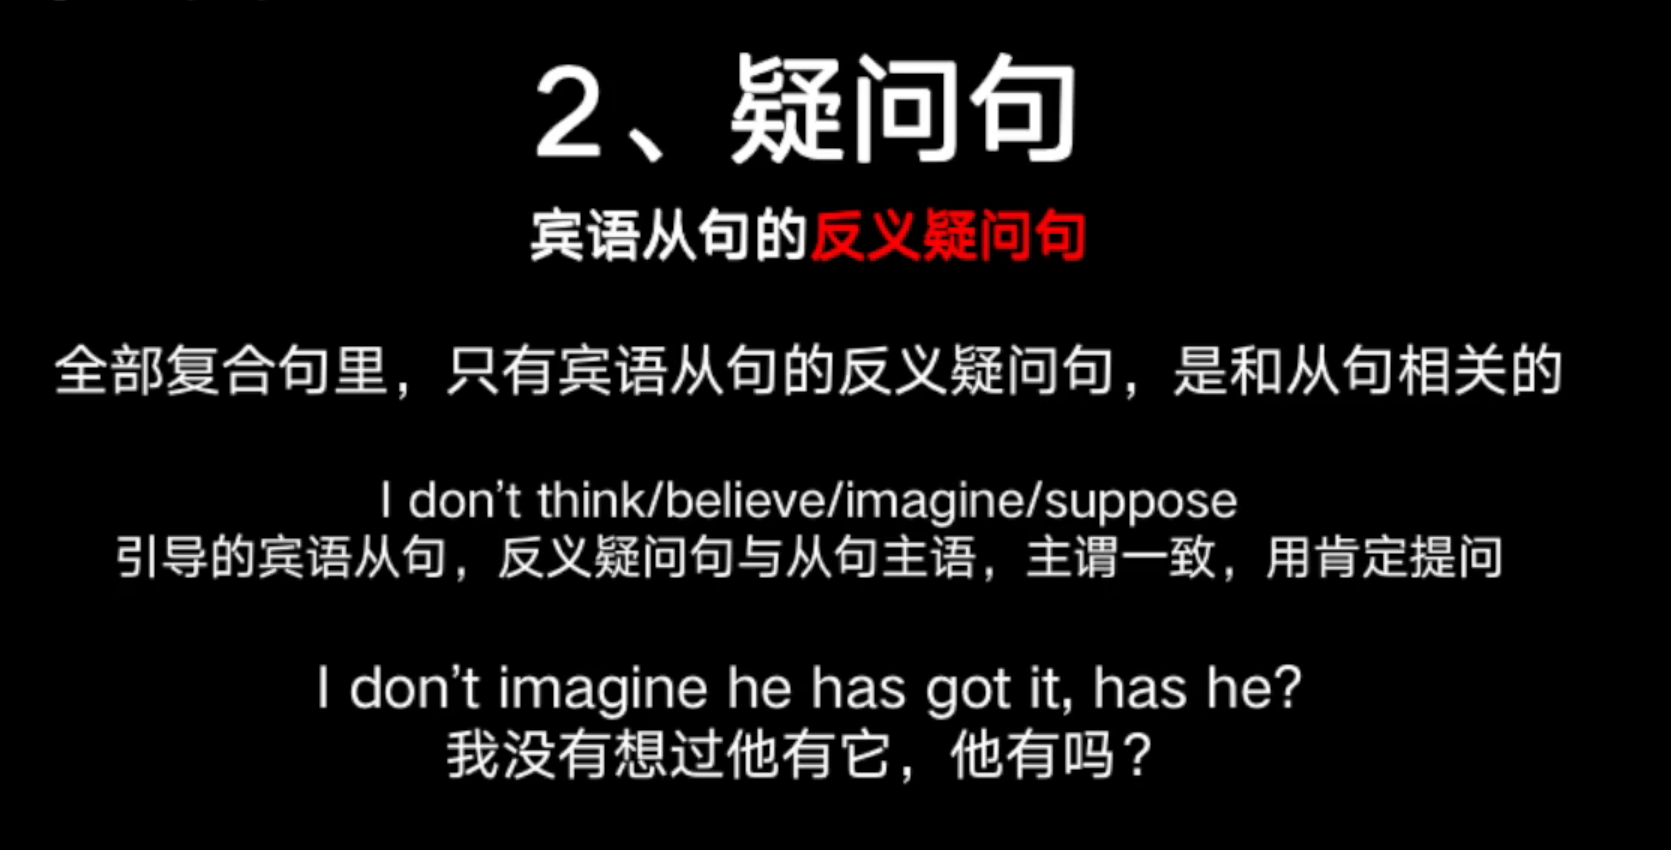 2、疑问句
宾语从句的反义疑问句
全部复合句里，只有宾语从句的反义疑问句，是和从句相关的
I don't think/believe/imagine/suppose
引导的宾语从句，反义疑问句与从句主语，主谓一致，用肯定提问
I don't imagine he has got it, has he?
我没有想过他有它，他有吗？